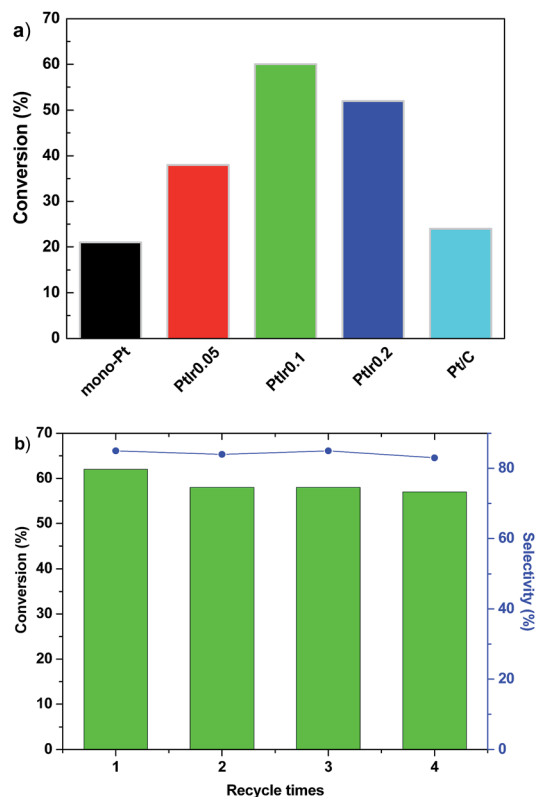 a)
Conversion (%)
70
60
50
40
30
20
10
0
mono-Pt
PtIr0.05
PtIr0.1
PtIr0.2
Pt/C
b)
Conversion (%)
70
60
50
40
30
20
10
0
80
60
40
20
0
Selectivity (%)
1 2 3 4
Recycle times